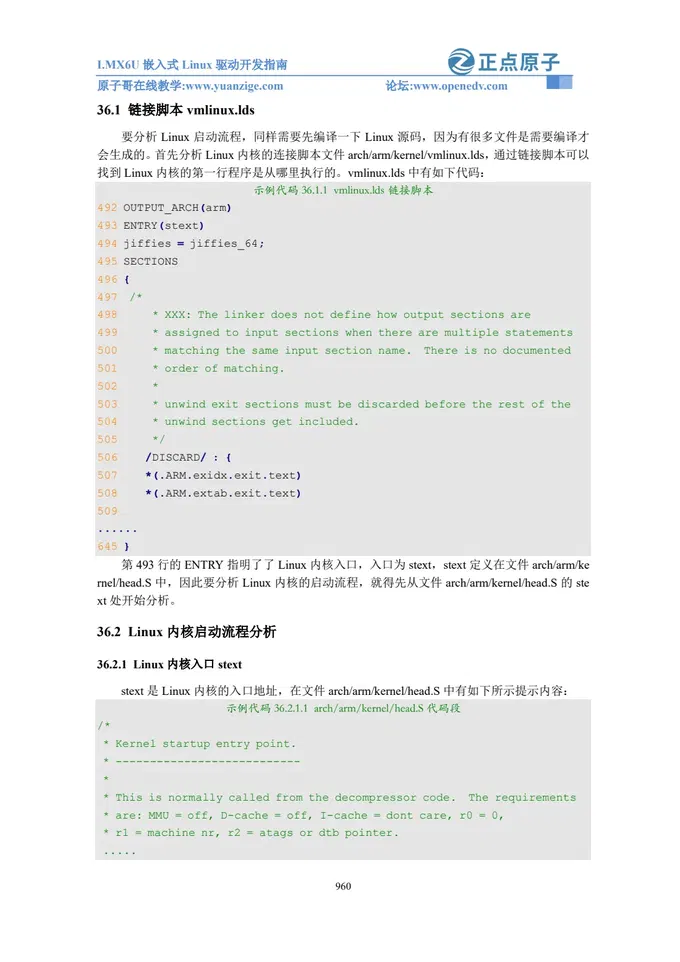 I.MX6U 嵌入式 Linux 驱动开发指南
正点原子
原子哥在线教学:www.yuanzige.com 论坛:www.openedv.com
36.1 链接脚本 vmlinux.lds
要分析 Linux 启动流程，同样需要先编译一下 Linux 源码，因为有很多文件是需要编译才
会生成的。首先分析 Linux 内核的连接脚本文件 arch/arm/kernel/vmlinux.lds，通过链接脚本可以
找到 Linux 内核的第一行程序是从哪里执行的。vmlinux.lds 中有如下代码：
示例代码 36.1.1 vmlinux.lds 链接脚本
492 OUTPUT_ARCH(arm)
493 ENTRY(stext)
494 jiffies = jiffies_64;
495 SECTIONS
496 {
497 /*
498 * XXX: The linker does not define how output sections are
499 * assigned to input sections when there are multiple statements
500 * matching the same input section name.  There is no documented
501 * order of matching.
502 *
503 * unwind exit sections must be discarded before the rest of the
504 * unwind sections get included.
505 */
506 /DISCARD/ : {
507 *(.ARM.exidx.exit.text)
508 *(.ARM.extab.exit.text)
509
......
645 }
第 493 行的 ENTRY 指明了了 Linux 内核入口，入口为 stext，stext 定义在文件 arch/arm/ke
rnel/head.S 中，因此要分析 Linux 内核的启动流程，就得先从文件 arch/arm/kernel/head.S 的 ste
xt 处开始分析。
36.2 Linux 内核启动流程分析
36.2.1 Linux 内核入口 stext
stext 是 Linux 内核的入口地址，在文件 arch/arm/kernel/head.S 中有如下所示提示内容：
示例代码 36.2.1.1 arch/arm/kernel/head.S 代码段
/*
* Kernel startup entry point.
* ---------------------------
*
* This is normally called from the decompressor code.  The requirements
* are: MMU = off, D-cache = off, I-cache = dont care, r0 = 0,
* r1 = machine nr, r2 = atags or dtb pointer.
.....
960